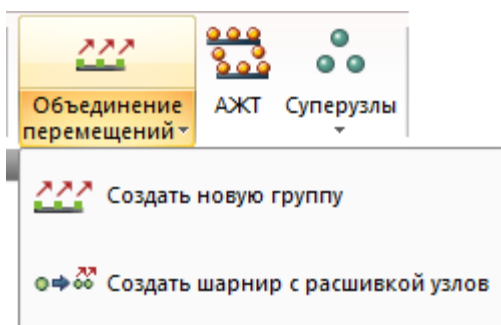 Объединение перемещений
АЖТ
Суперузлы
Создать новую группу
Создать шарнир с расшивкой узлов